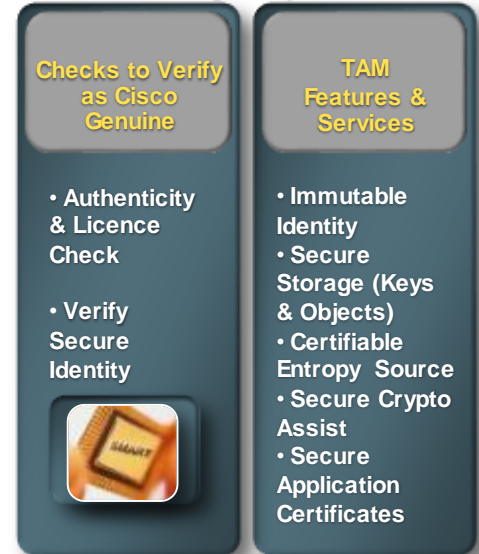 Checks to Verify
as Cisco
Genuine
• Authenticity
& Licence
Check
• Verify
Secure
Identity
SMART
TAM
Features &
Services
• Immutable
Identity
• Secure
Storage (Keys
& Objects)
• Certifiable
Entropy Source
• Secure Crypto
Assist
• Secure
Application
Certificates